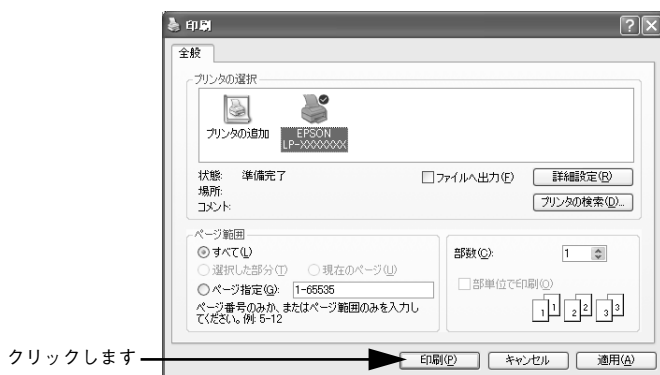 印刷
全般
プリンタの選択
プリンタの追加
EPSON
LP-XXXXXXX
状態: 準備完了
場所:
コメント:
ファイルへ出力(F)
詳細設定(R)
プリンタの検索(D)...
ページ範囲
すべて(L)
選択した部分(T) 現在のページ(U)
ページ指定(G): 1-65535
ページ番号のみか、またはページ範囲のみを入力し
てください。例: 5-12
部数(C): 1
部単位で印刷(O)
1 1 2 2 3 3
クリックします
印刷(P) キャンセル 適用(A)